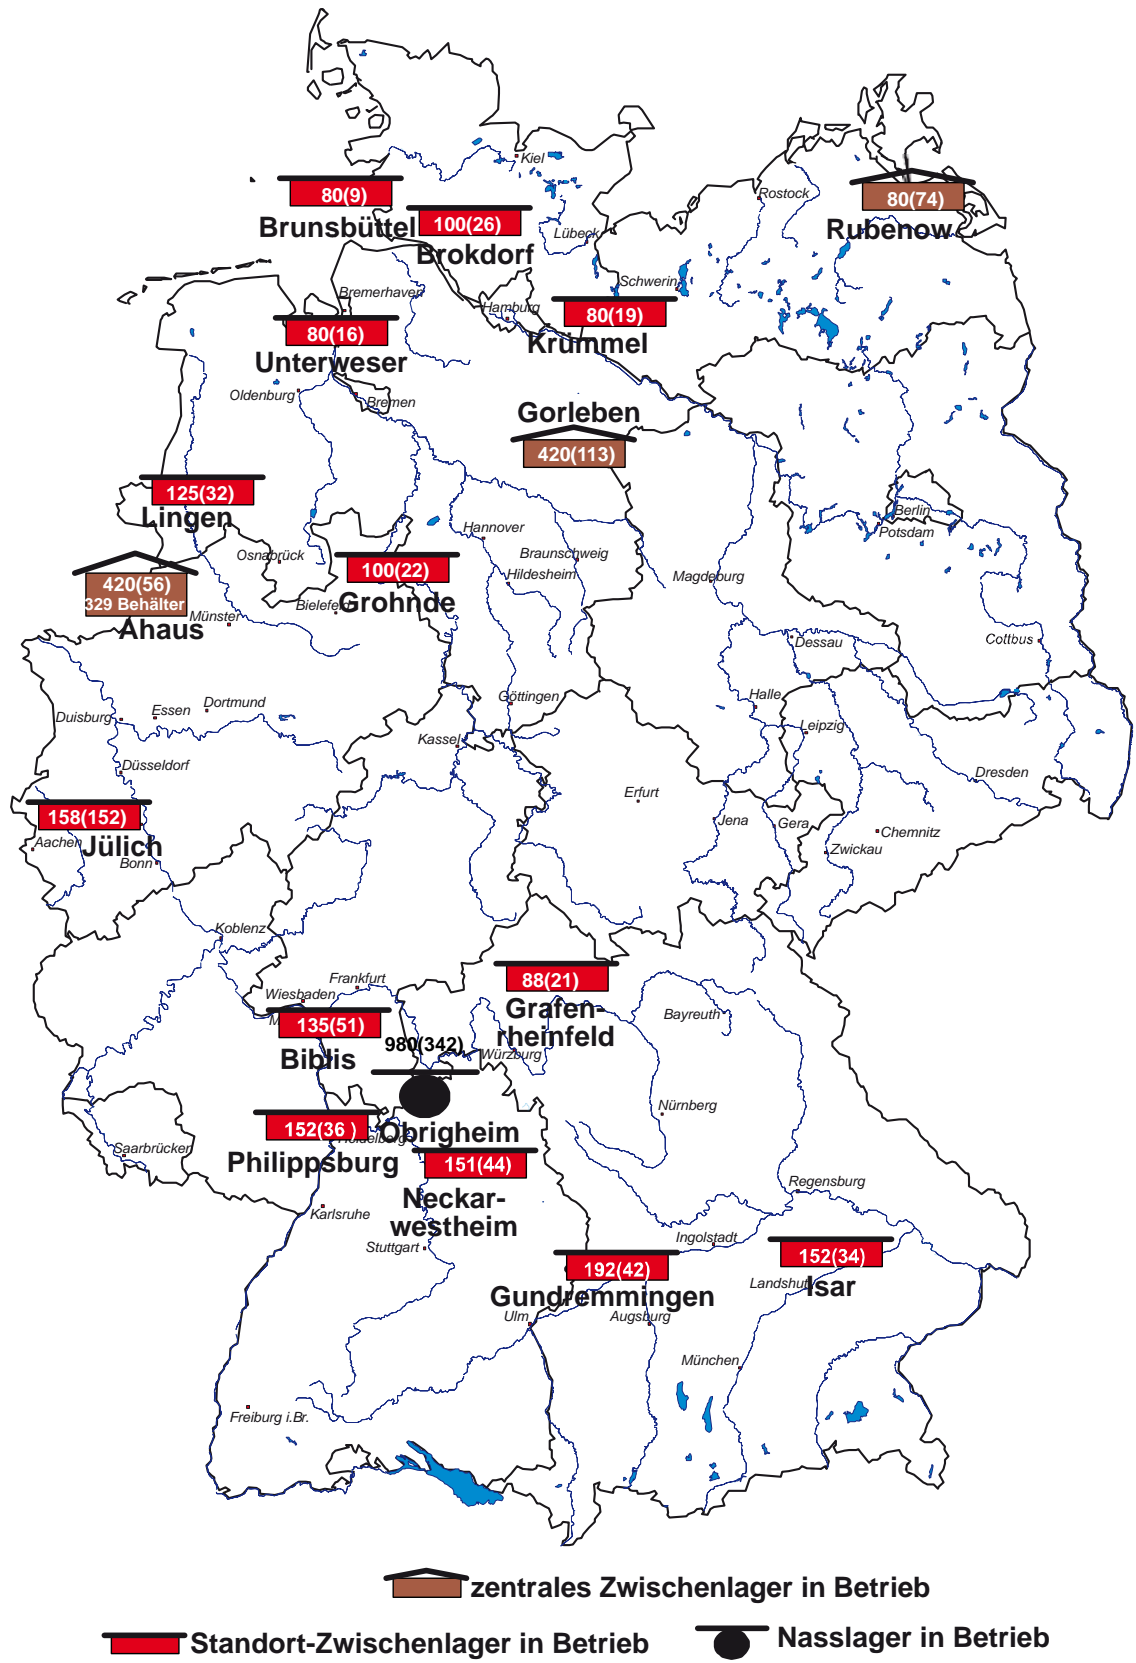 Kiel
80(9)
Brunsbüttel
100(26)
Brokdorf
Lübeck
Rostock
80(74)
Rubenow
Schwerin
Bremerhaven
Hamburg
80(19)
Krümmel
80(16)
Unterweser
Oldenburg
Bremen
Gorleben
420(113)
125(32)
Lingen
Berlin
Potsdam
Hannover
Osnabrück
Braunschweig
100(22)
Hildesheim
Magdeburg
420(56)
329 Behälter
Ahaus
Münster
Bielefeld
Grohnde
Dessau
Cottbus
Göttingen
Halle
Duisburg
Essen
Dortmund
Leipzig
Kassel
Düsseldorf
Dresden
Erfurt
158(152)
Jülich
Aachen
Bonn
Jena
Gera
Chemnitz
Zwickau
Koblenz
Frankfurt
Wiesbaden
88(21)
Grafen-
rheinfeld
M
135(51)
Biblis
980(342)
Würzburg
Bayreuth
Nürnberg
Obrigheim
152(36 )
Heidelberg
Philippsburg
Saarbrücken
151(44)
Neckar-
westheim
Karlsruhe
Stuttgart
Regensburg
Ingolstadt
152(34)
Isar
Landshut
192(42)
Gundremmingen
Ulm
Augsburg
München
Freiburg i.Br.
zentrales Zwischenlager in Betrieb
Standort-Zwischenlager in Betrieb
Nasslager in Betrieb